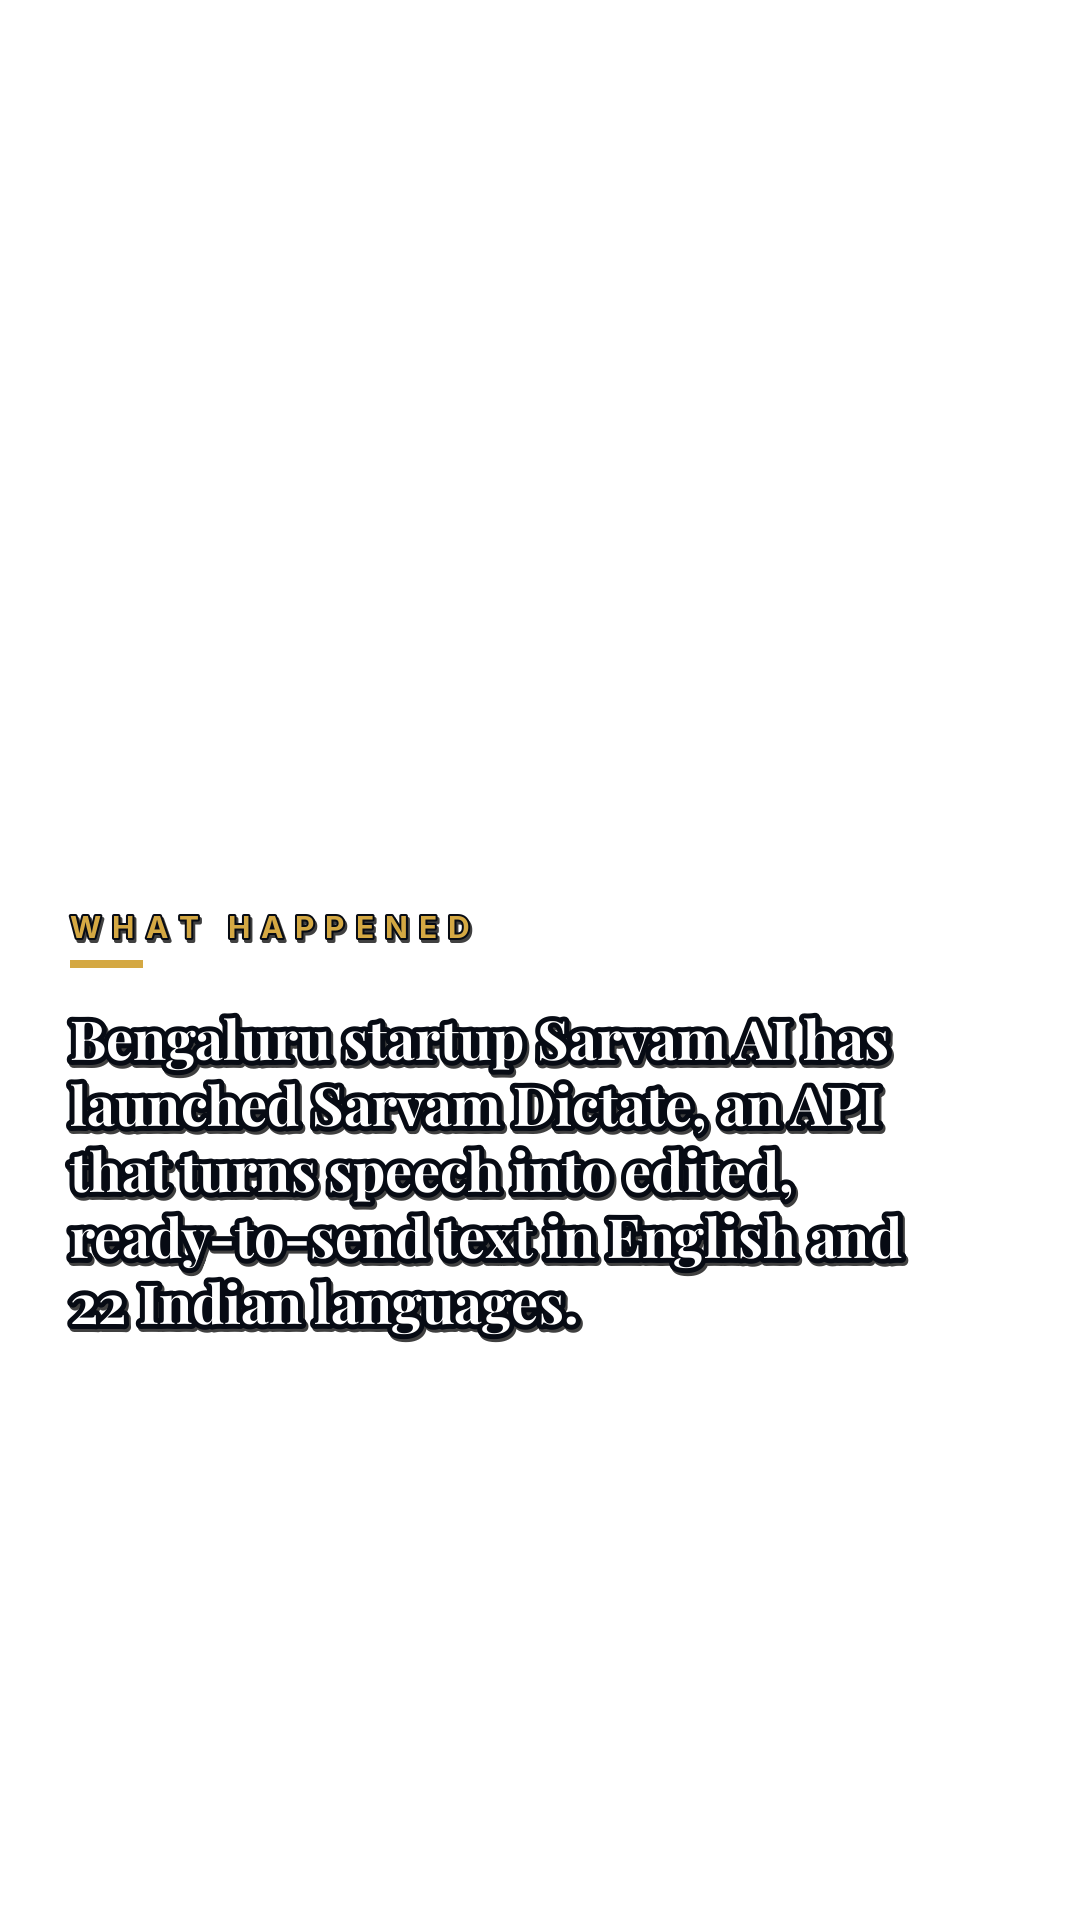 WHAT HAPPENED
Bengaluru startup Sarvam AI has
launched Sarvam Dictate, an API
that turns speech into edited,
ready-to-send text in English and
22 Indian languages.